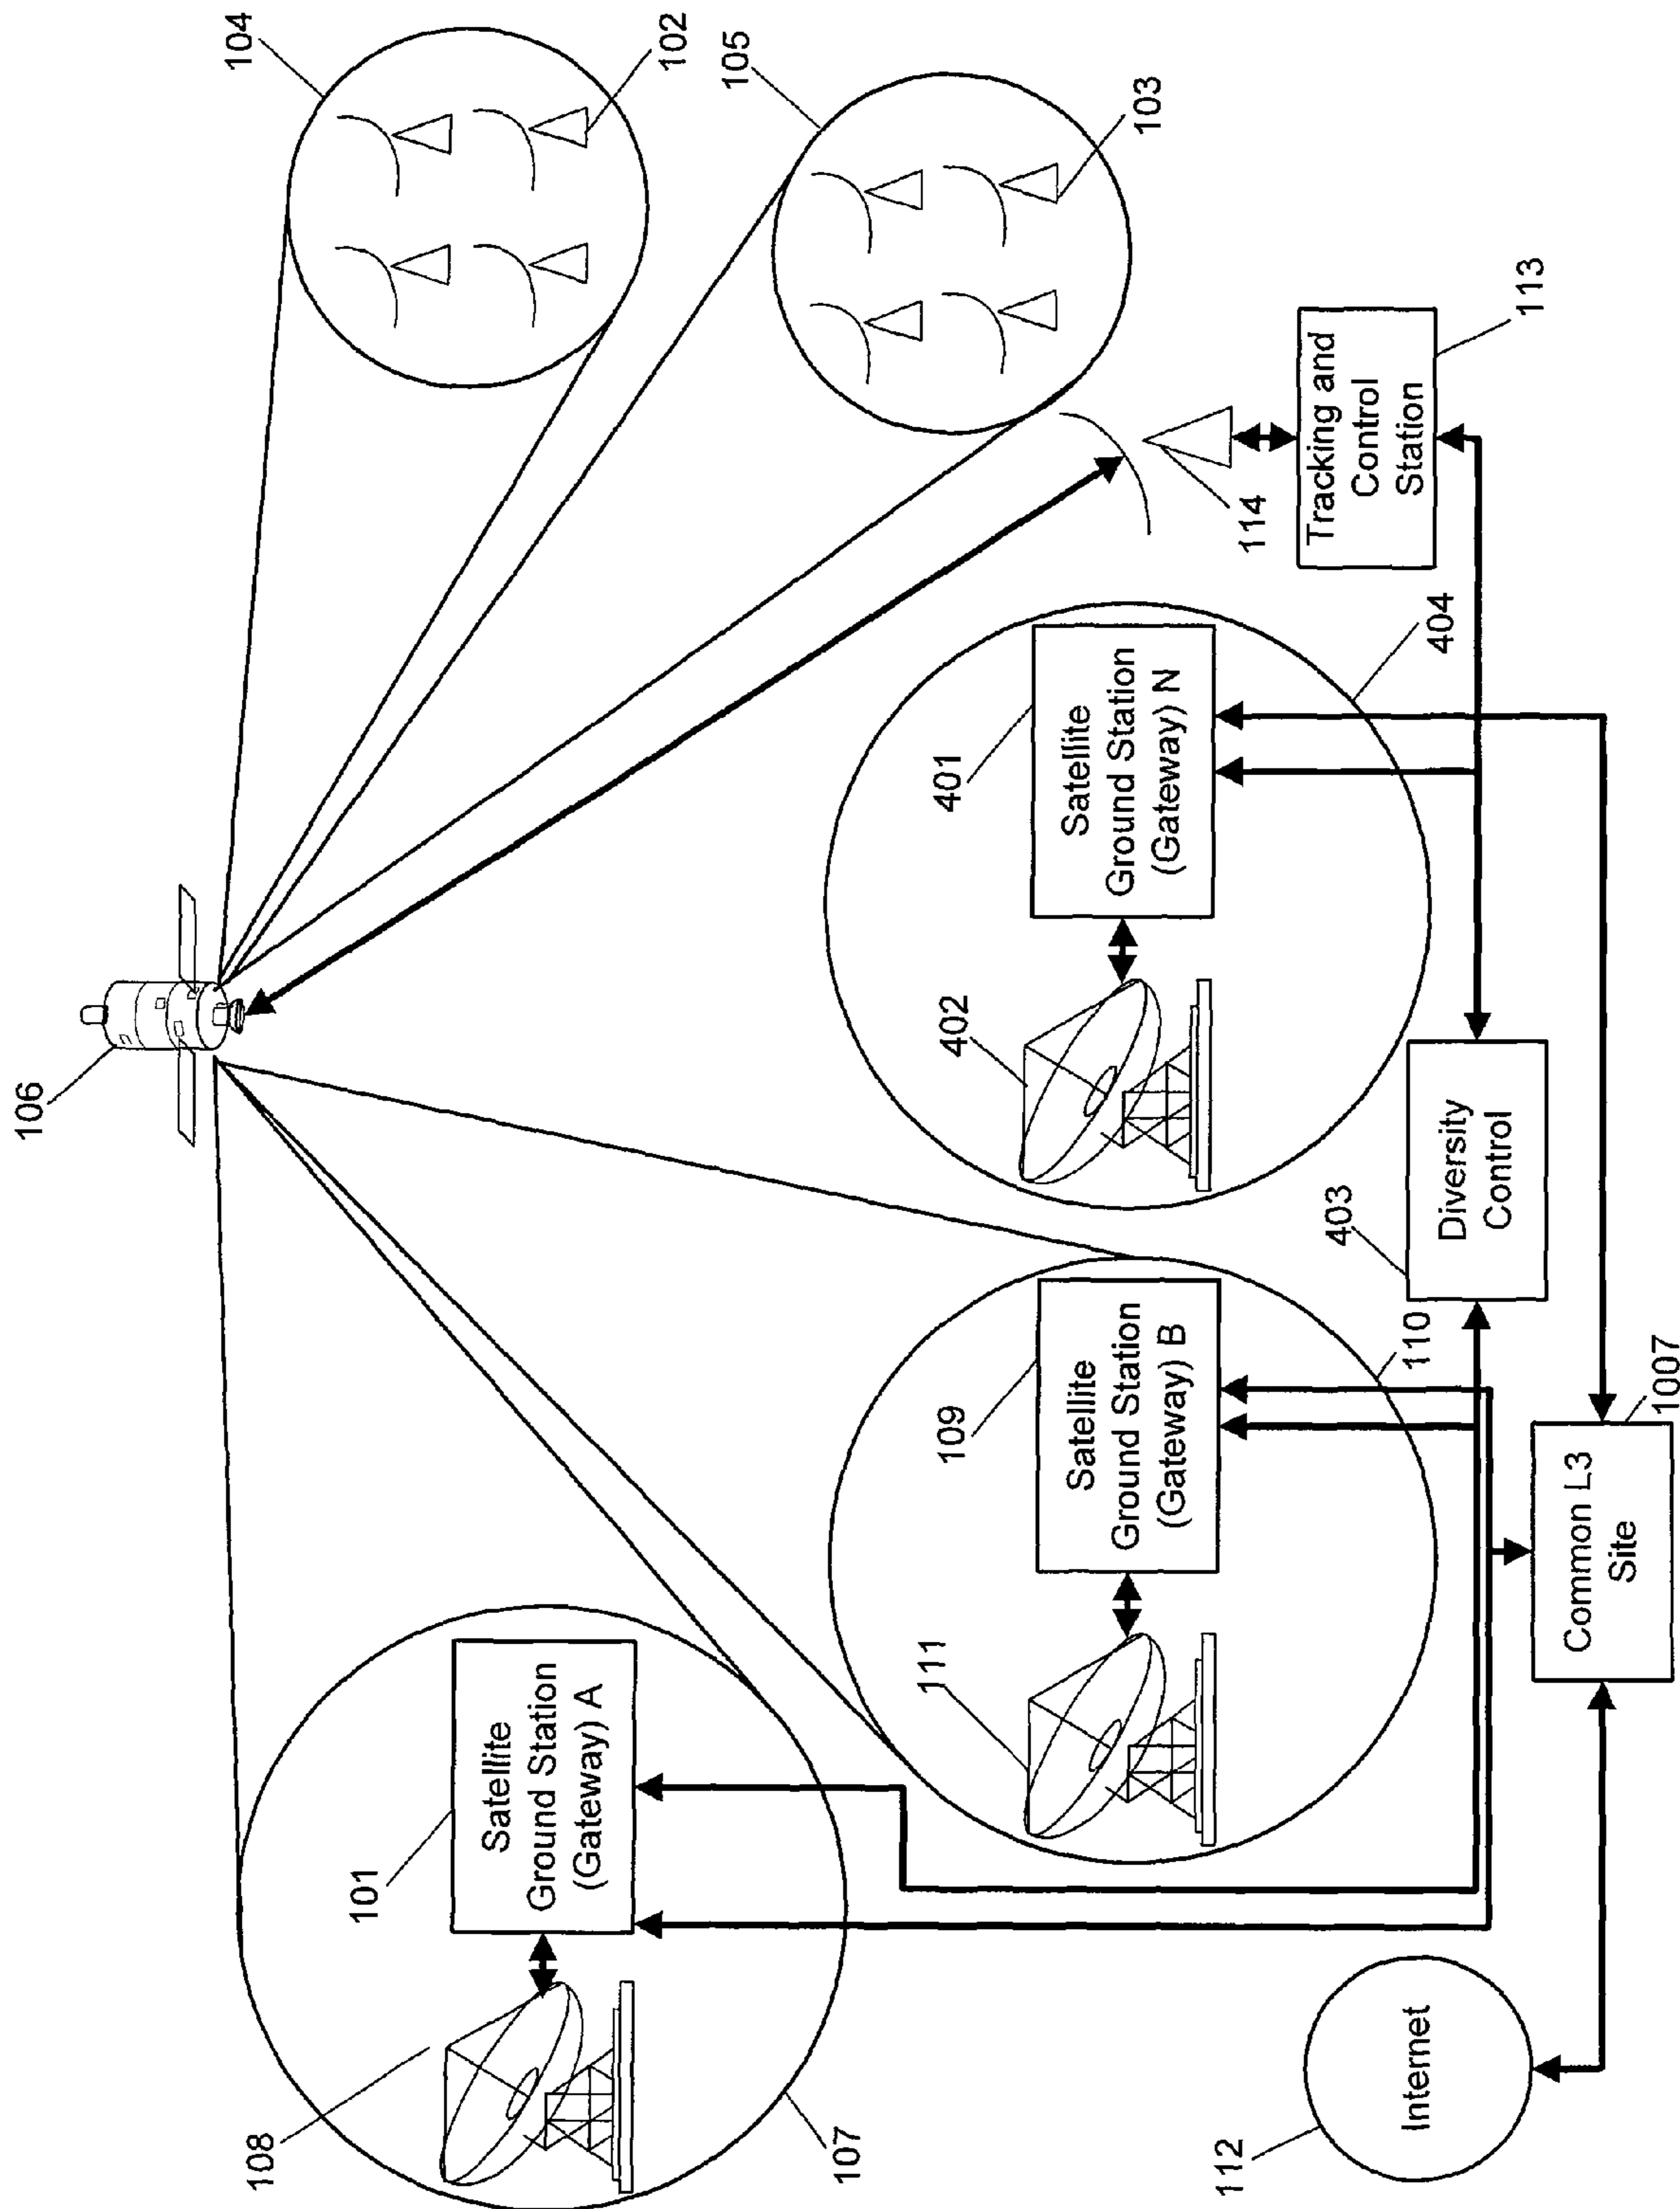 106
104
102
105
103
108
101
Satellite
Ground Station
(Gateway) A
107
111
109
Satellite
Ground Station
(Gateway) B
110
402
401
Satellite
Ground Station
(Gateway) N
404
114
Tracking and
Control
Station
113
112
Internet
403
Diversity
Control
Common L3
Site
1007